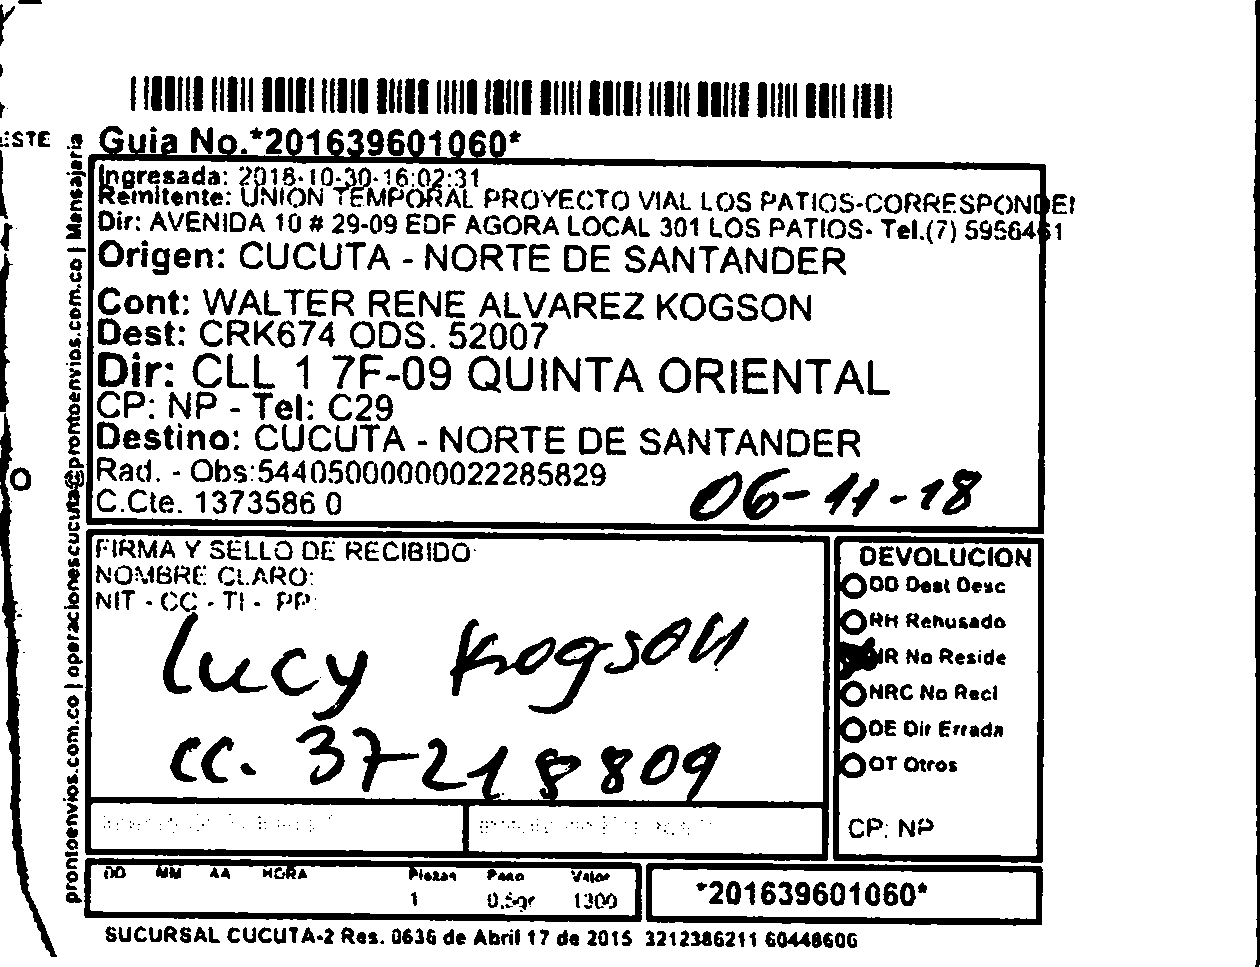 Guia No.*201639601060*
Ingresada: 2018-10-30-16:02:31
Remitente: UNION TEMPORAL PROYECTO VIAL LOS PATIOS-CORRESPONDEI
Dir: AVENIDA 10 # 29-09 EDF AGORA LOCAL 301 LOS PATIOS- Tel.(7) 5956461
Origen: CUCUTA - NORTE DE SANTANDER
Cont: WALTER RENE ALVAREZ KOGSON
Dest: CRK674 ODS. 52007
Dir: CLL 1 7F-09 QUINTA ORIENTAL
CP: NP - Tel: C29
Destino: CUCUTA - NORTE DE SANTANDER
Rad. - Obs:54405000000022285829
C.Cte. 1373586 0
06-11-18
FIRMA Y SELLO DE RECIBIDO
NOMBRE CLARO:
NIT - CC - TI - PP:
Lucy Kogson
cc. 37218809
DEVOLUCION
DD Dest Desc
RH Rehusado
NR No Reside
NRC No Recl
DE Dir Errada
OT Otros
CP: NP
DD MM AA HORA
Piezas Peso Valor
1 0.5gr 1300
*201639601060*
SUCURSAL CUCUTA-2 Res. 0636 de Abril 17 de 2015 3212386211 60448606
prontoenvios.com.co | operacionescucuta@prontoenvios.com.co | Mensajeria
ESTE
O